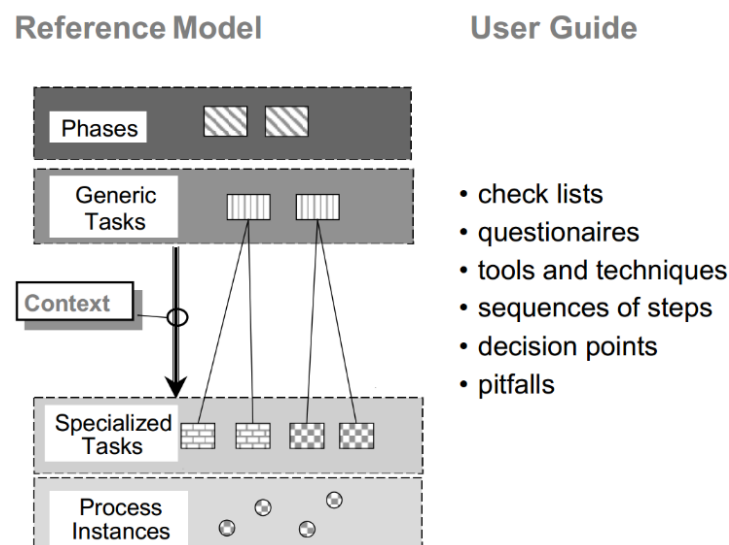 Reference Model
User Guide
Phases
Generic
Tasks
Context
Specialized
Tasks
Process
Instances
• check lists
• questionaires
• tools and techniques
• sequences of steps
• decision points
• pitfalls